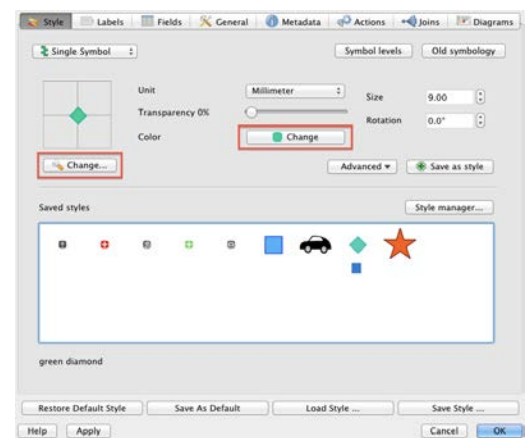 Style Labels Fields General Metadata Actions Joins Diagrams
Single Symbol Symbol levels Old symbology
Unit Millimeter Size 9.00
Transparency 0%
Rotation 0.0°
Color Change
Change... Advanced Save as style
Saved styles Style manager...
green diamond
Restore Default Style Save As Default Load Style ... Save Style ...
Help Apply Cancel OK